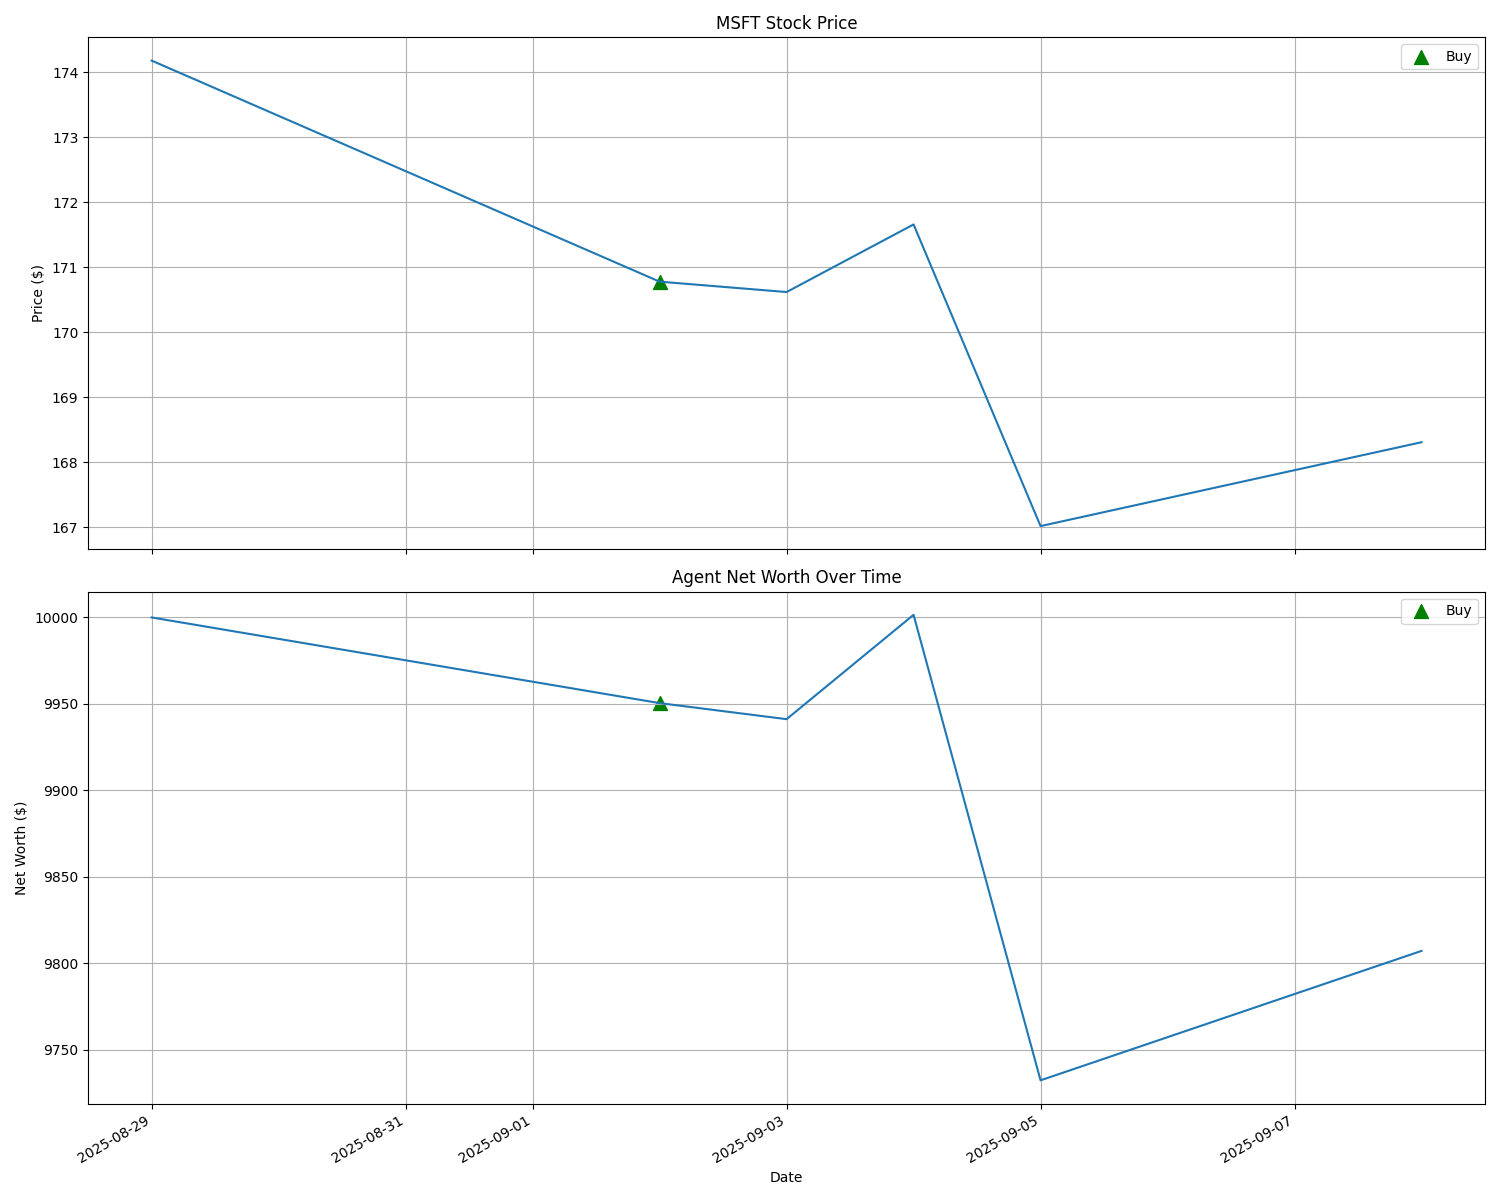 MSFT Stock Price
Buy
174
173
172
171
170
169
168
167
Price ($)
Agent Net Worth Over Time
Buy
10000
9950
9900
9850
9800
9750
Net Worth ($)
2025-08-29
2025-08-31
2025-09-01
2025-09-03
2025-09-05
2025-09-07
Date